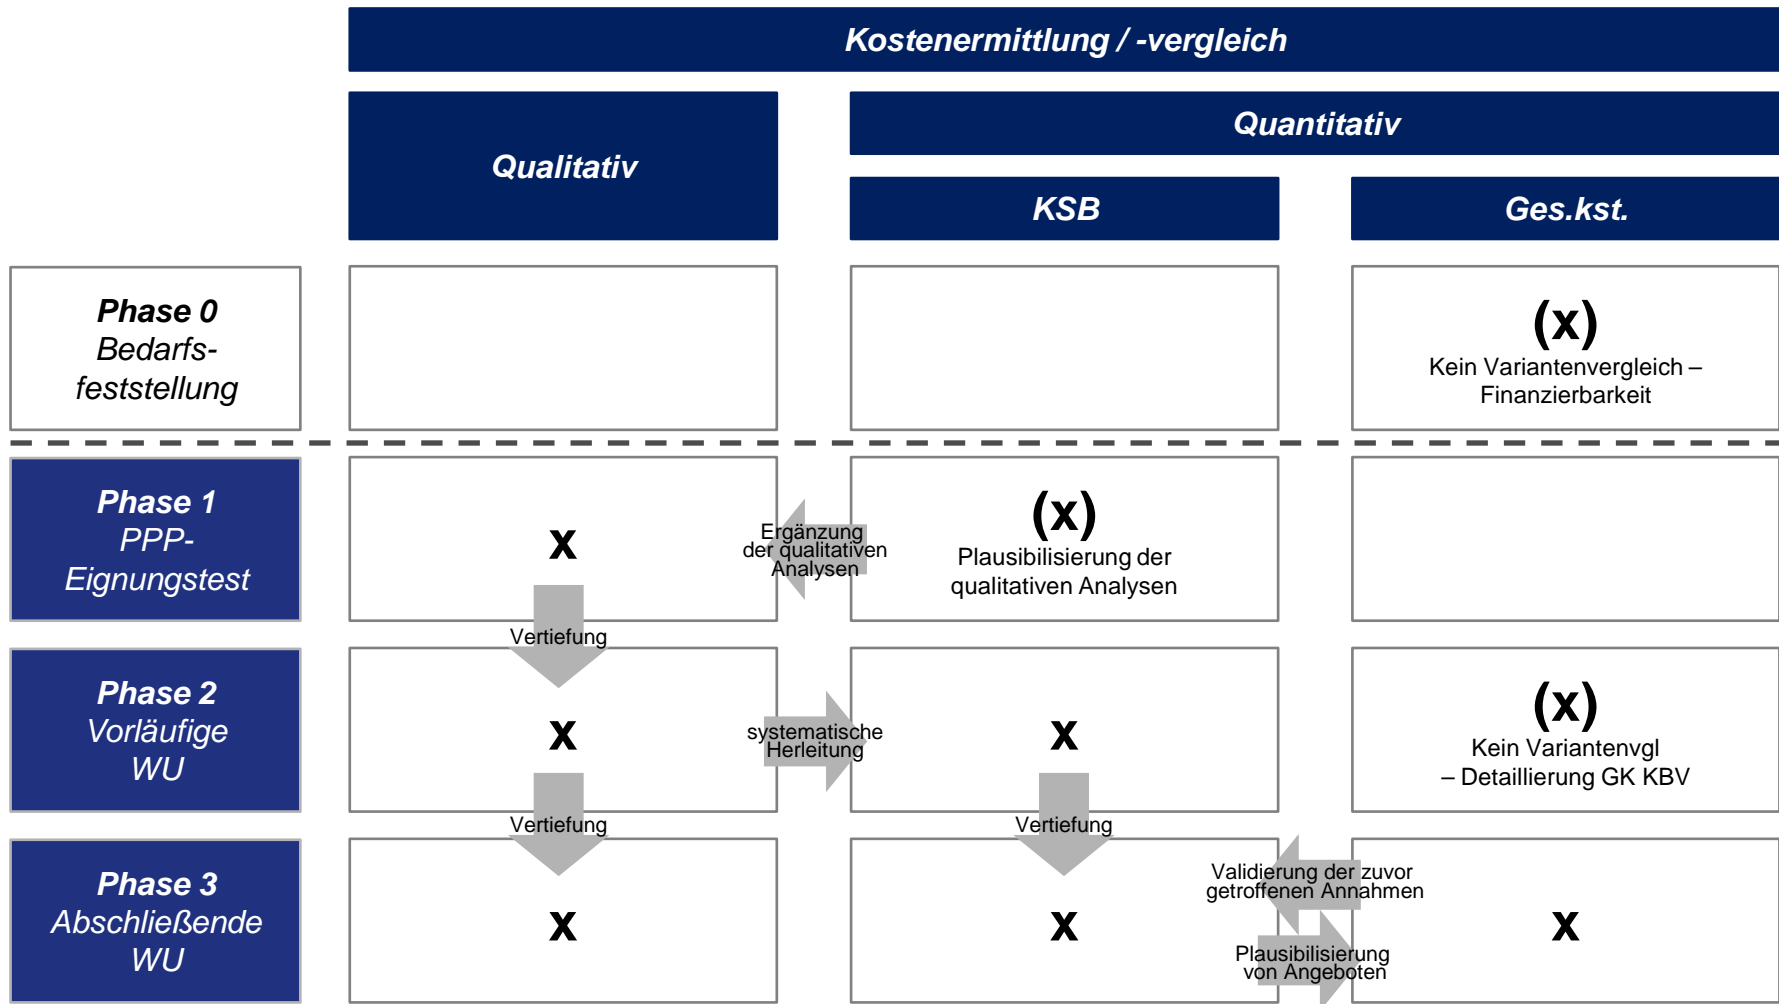 Kostenermittlung / -vergleich
Qualitativ
Quantitativ
KSB
Ges.kst.
Phase 0
Bedarfs-
feststellung
(x)
Kein Variantenvergleich –
Finanzierbarkeit
Phase 1
PPP-
Eignungstest
x
Ergänzung
der qualitativen
Analysen
(x)
Plausibilisierung der
qualitativen Analysen
Vertiefung
Phase 2
Vorläufige
WU
x
systematische
Herleitung
x
(x)
Kein Variantenvgl
– Detaillierung GK KBV
Vertiefung
Vertiefung
Phase 3
Abschließende
WU
x
x
Validierung der zuvor
getroffenen Annahmen
Plausibilisierung
von Angeboten
x